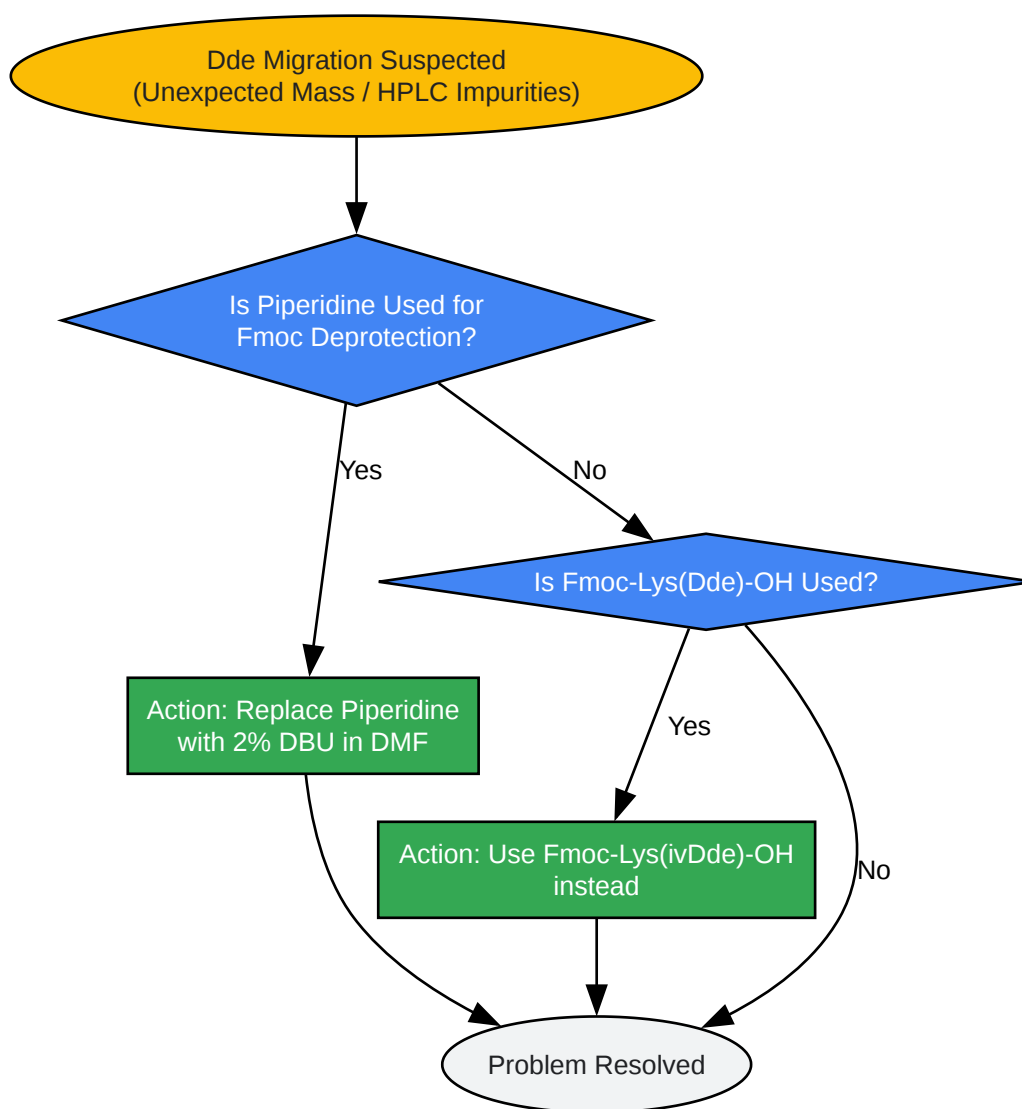 Dde Migration Suspected
(Unexpected Mass / HPLC Impurities)
Is Piperidine Used for
Fmoc Deprotection?
Yes
No
Is Fmoc-Lys(Dde)-OH Used?
Action: Replace Piperidine
with 2% DBU in DMF
Yes
Action: Use Fmoc-Lys(ivDde)-OH
instead
No
Problem Resolved